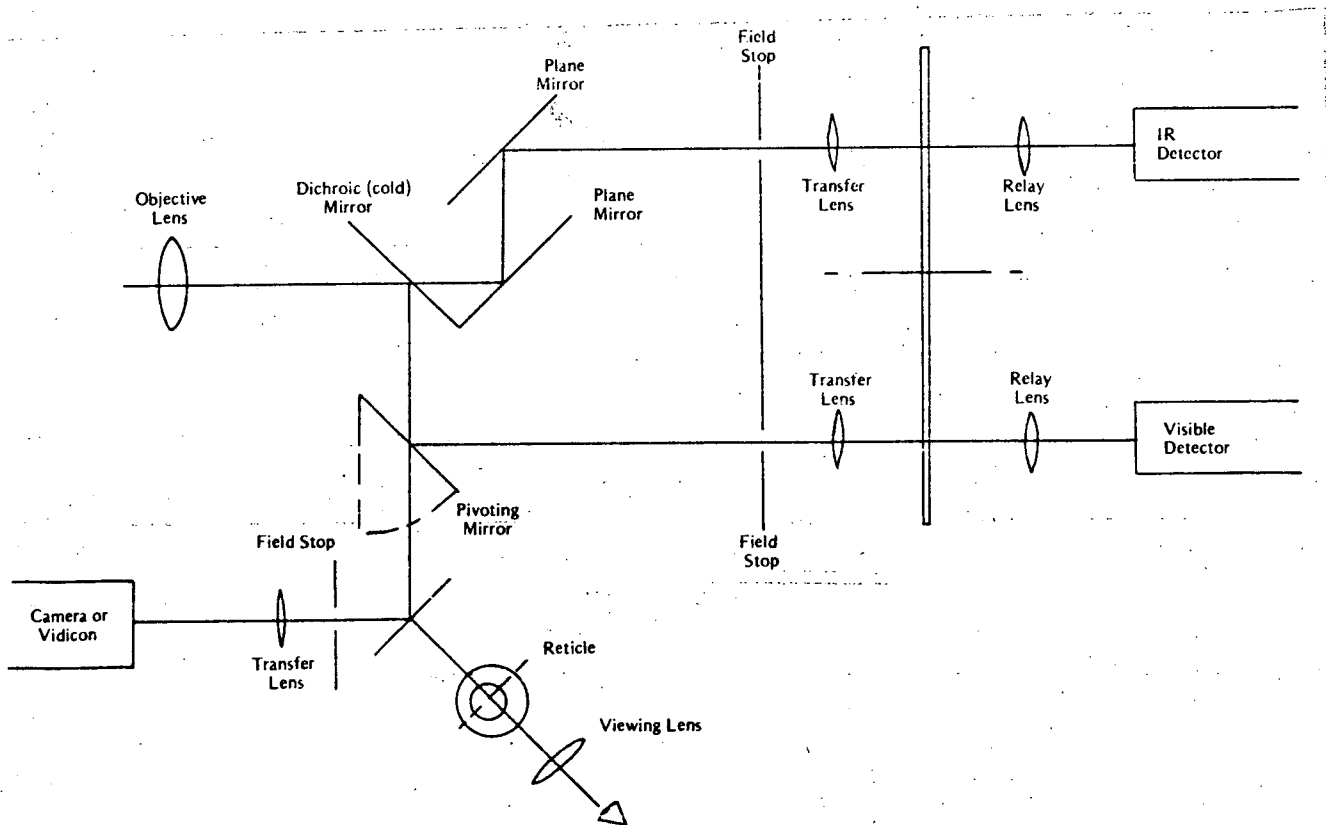 Field
Stop
Plane
Mirror
IR
Detector
Dichroic (cold)
Mirror
Objective
Lens
Plane
Mirror
Transfer
Lens
Relay
Lens
Transfer
Lens
Relay
Lens
Visible
Detector
Pivoting
Mirror
Field Stop
Field
Stop
Camera or
Vidicon
Transfer
Lens
Reticle
Viewing Lens